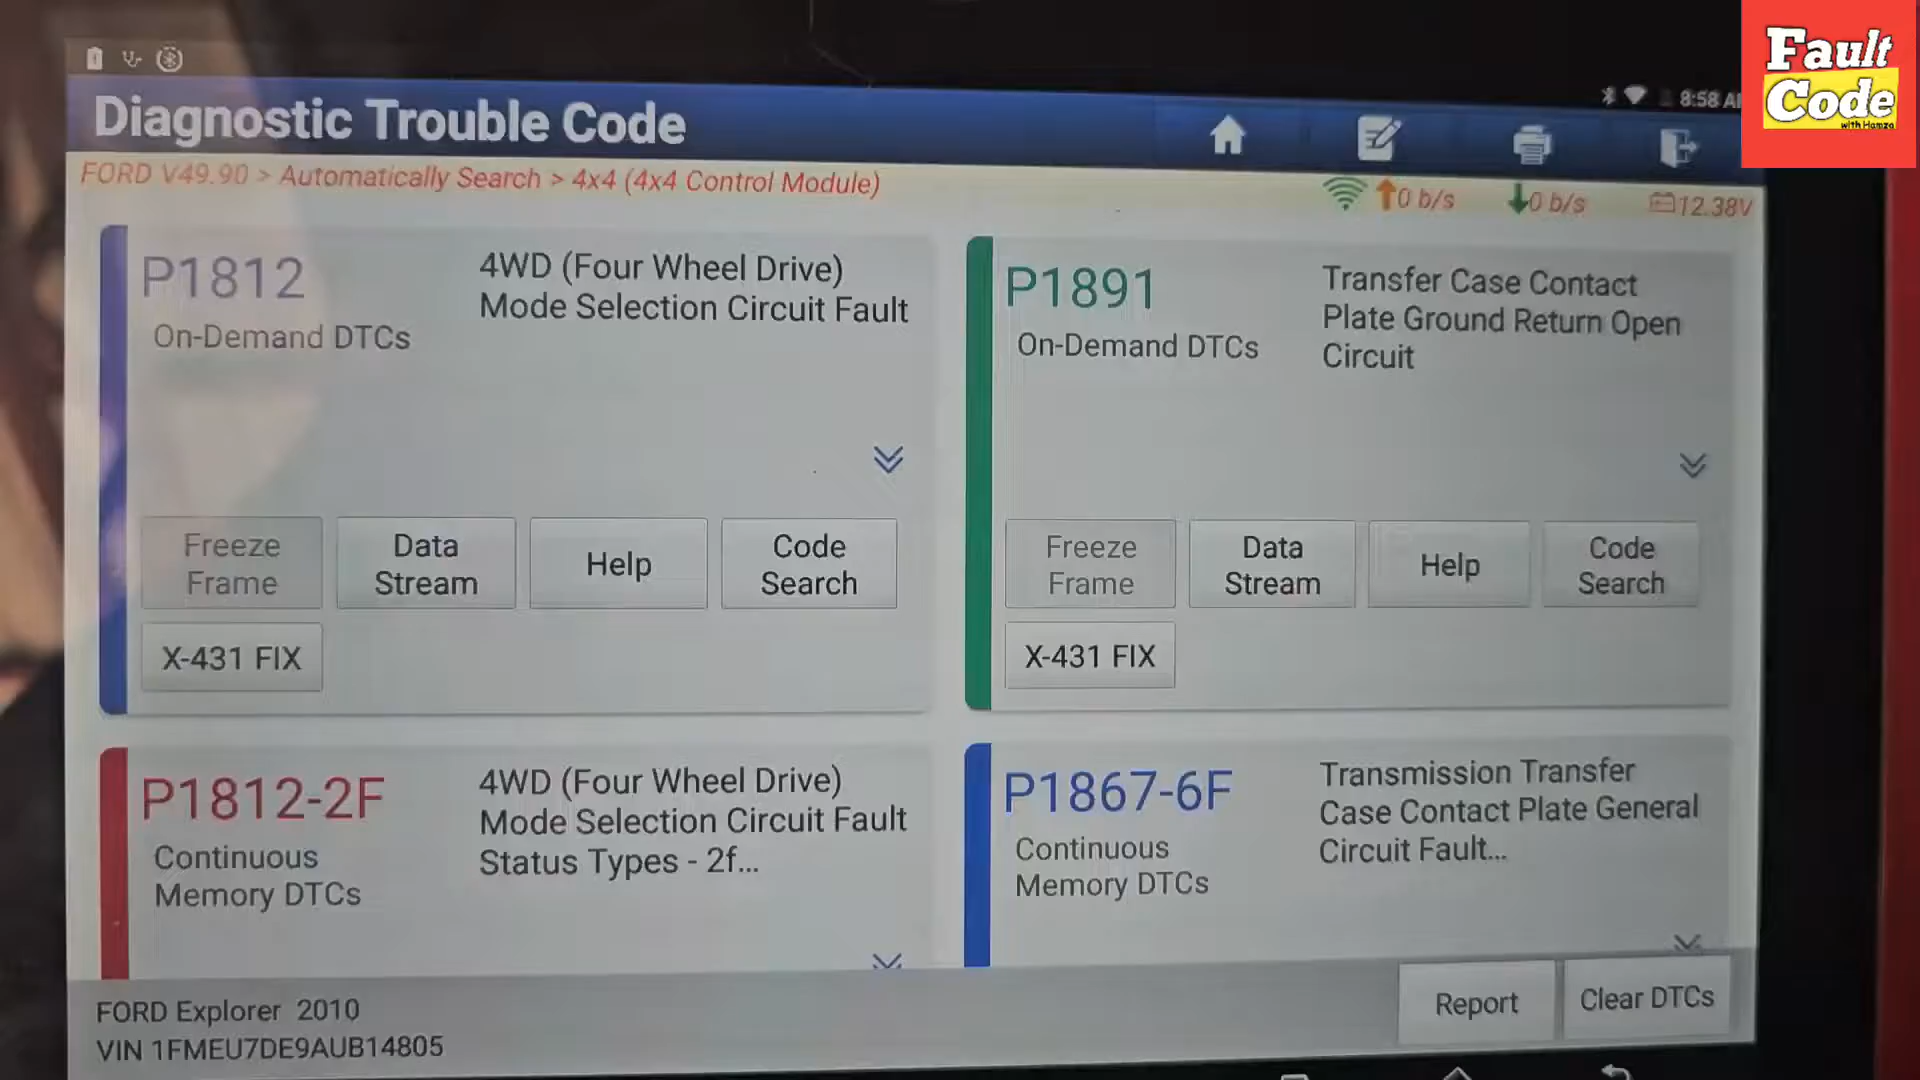 Fault
Code
with Hamza
8:58 A
Diagnostic Trouble Code
FORD V49.90 > Automatically Search > 4x4 (4x4 Control Module)
0 b/s
0 b/s
12.38V
P1812
On-Demand DTCs
4WD (Four Wheel Drive)
Mode Selection Circuit Fault
Freeze
Frame
Data
Stream
Help
Code
Search
X-431 FIX
P1891
On-Demand DTCs
Transfer Case Contact
Plate Ground Return Open
Circuit
Freeze
Frame
Data
Stream
Help
Code
Search
X-431 FIX
P1812-2F
Continuous
Memory DTCs
4WD (Four Wheel Drive)
Mode Selection Circuit Fault
Status Types - 2f...
P1867-6F
Continuous
Memory DTCs
Transmission Transfer
Case Contact Plate General
Circuit Fault...
FORD Explorer 2010
VIN 1FMEU7DE9AUB14805
Report
Clear DTCs